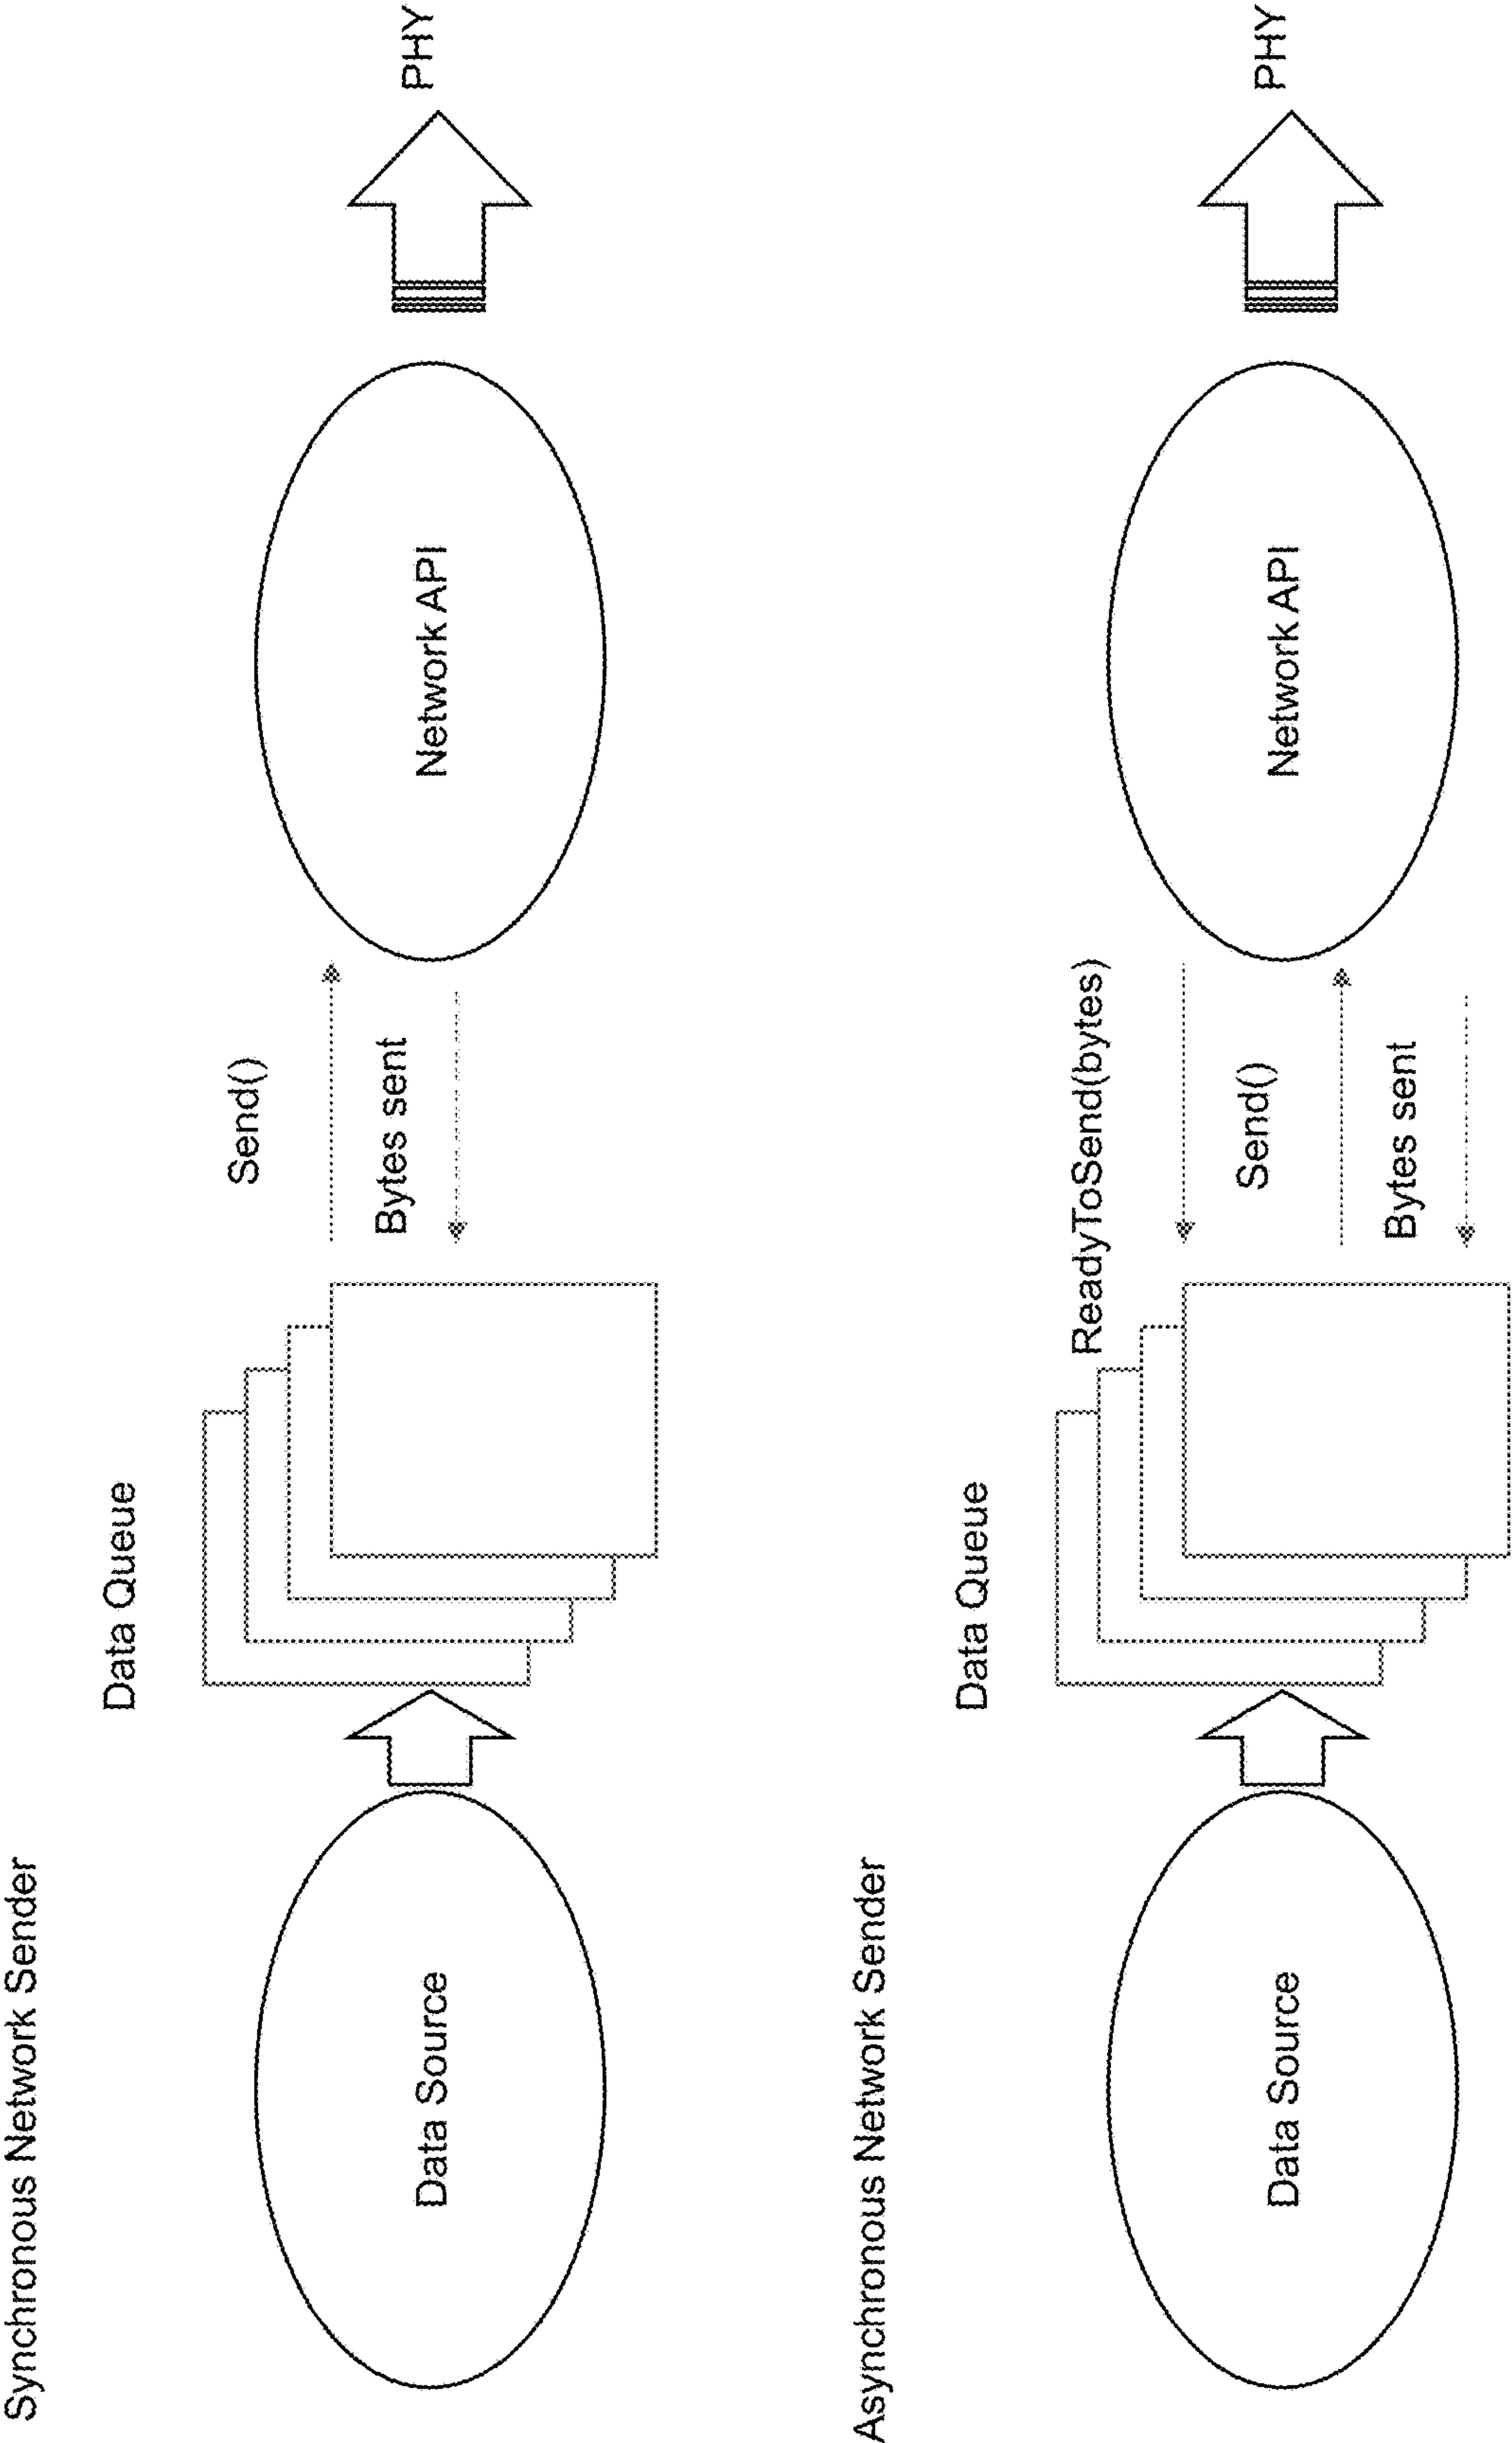 Synchronous Network Sender
Data Queue
Data Source
Send()
Bytes sent
Network API
PHY
Asynchronous Network Sender
Data Queue
Data Source
ReadyToSend(bytes)
Send()
Bytes sent
Network API
PHY